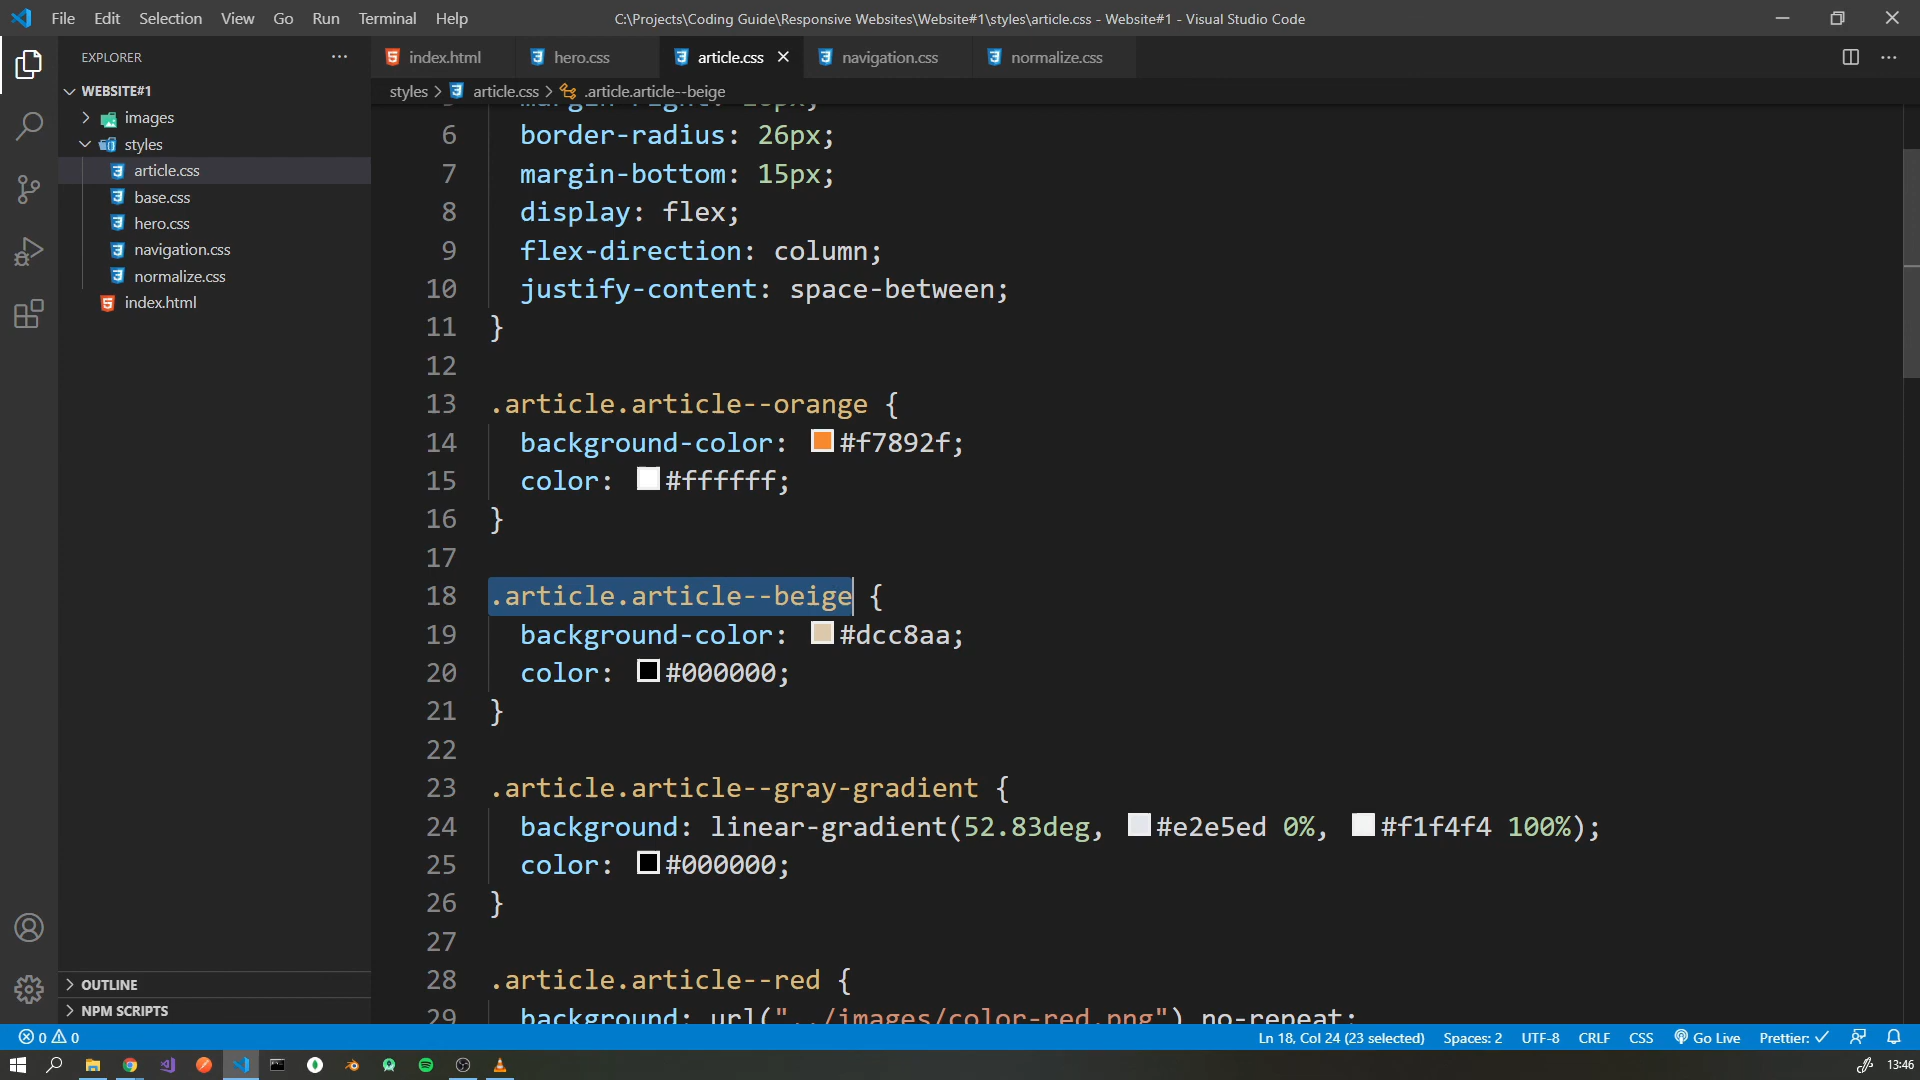 File Edit Selection View Go Run Terminal Help
C:\Projects\Coding Guide\Responsive Websites\Website#1\styles\article.css - Website#1 - Visual Studio Code
EXPLORER
index.html
hero.css
article.css
navigation.css
normalize.css
WEBSITE#1
images
styles
article.css
base.css
hero.css
navigation.css
normalize.css
index.html
OUTLINE
NPM SCRIPTS
styles > article.css > .article.article--beige
6 border-radius: 26px;
7 margin-bottom: 15px;
8 display: flex;
9 flex-direction: column;
10 justify-content: space-between;
11 }
12
13 .article.article--orange {
14 background-color: #f7892f;
15 color: #ffffff;
16 }
17
18 .article.article--beige {
19 background-color: #dcc8aa;
20 color: #000000;
21 }
22
23 .article.article--gray-gradient {
24 background: linear-gradient(52.83deg, #e2e5ed 0%, #f1f4f4 100%);
25 color: #000000;
26 }
27
28 .article.article--red {
29 background: url("../images/color-red.png") no-repeat;
0 0
Ln 18, Col 24 (23 selected) Spaces: 2 UTF-8 CRLF CSS Go Live Prettier: ✓
13:46